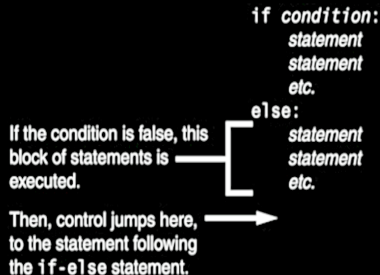 if condition:
statement
statement
etc.
else:
statement
statement
etc.
If the condition is false, this
block of statements is
executed.
Then, control jumps here,
to the statement following
the if-else statement.